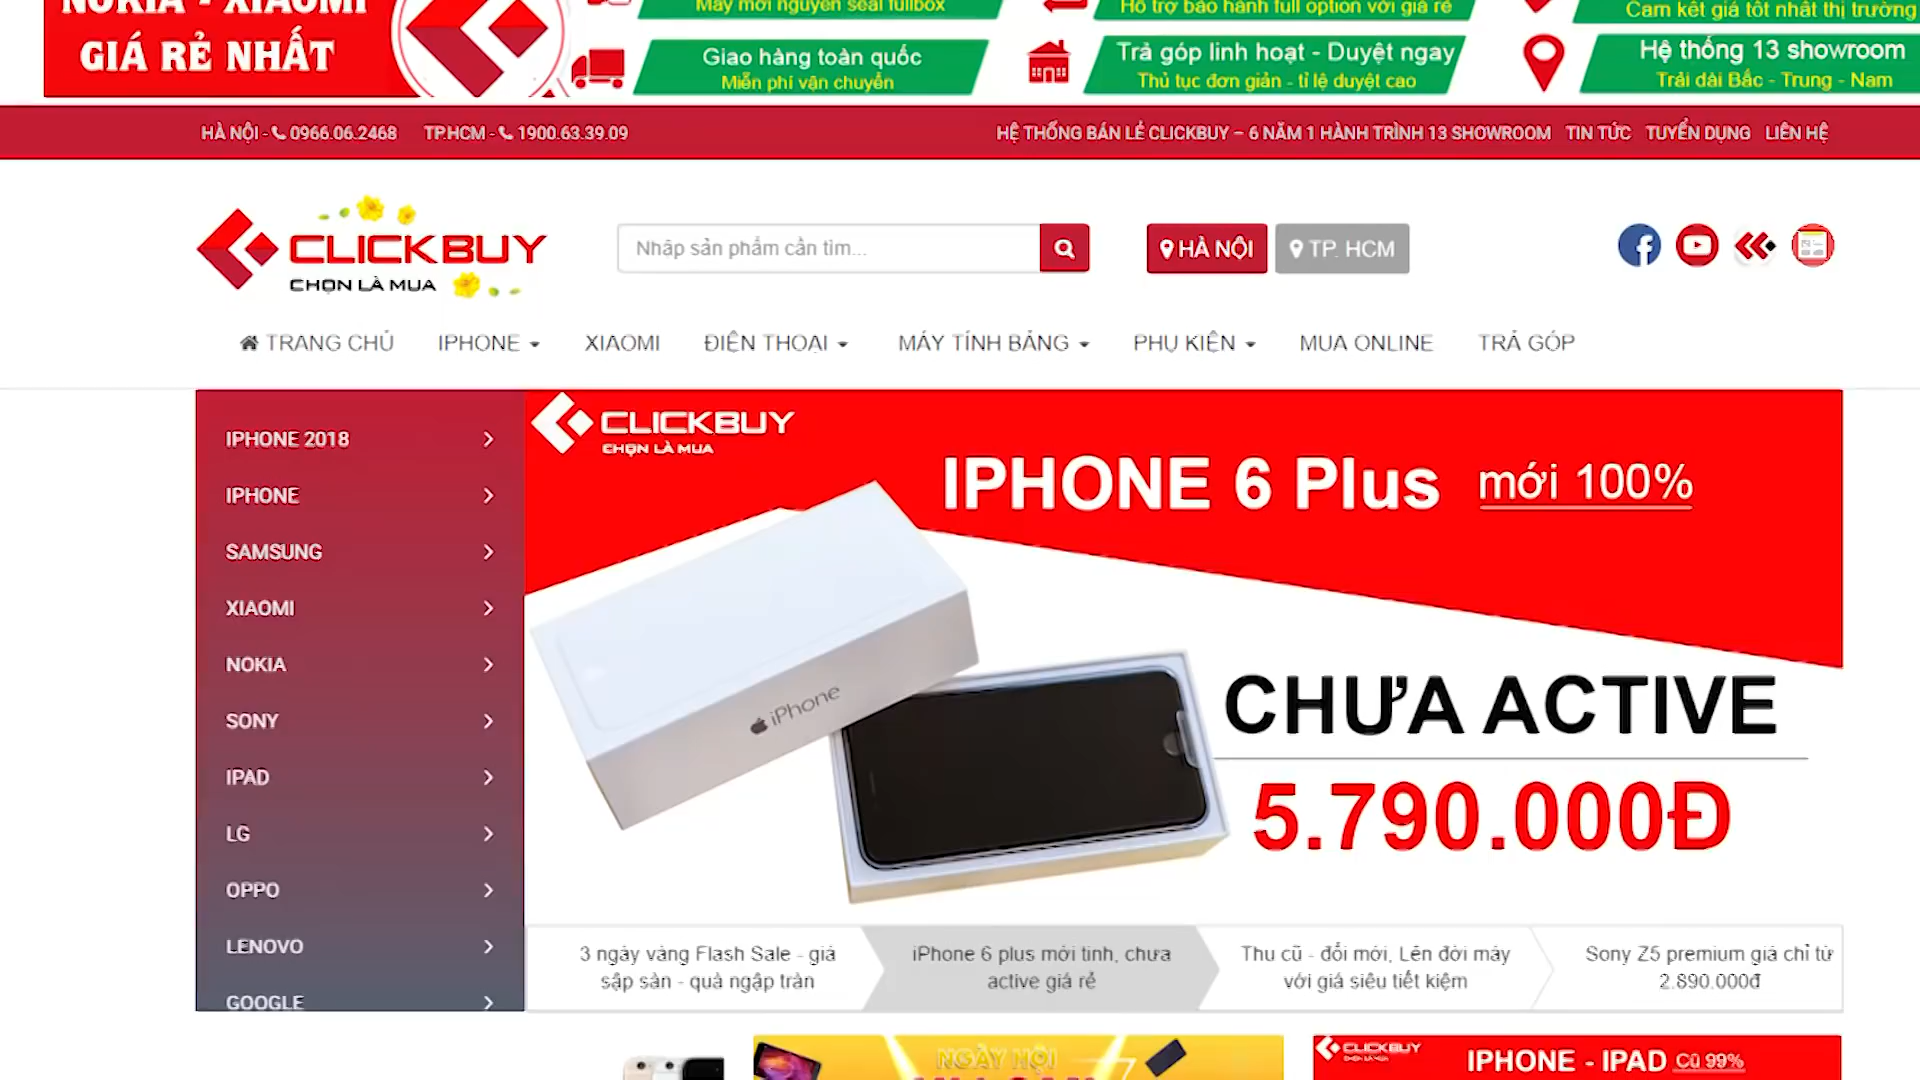 NOKIA - XIAOMI
GIÁ RẺ NHẤT
Máy mới nguyên seal fullbox
Giao hàng toàn quốc
Miễn phí vận chuyển
Hỗ trợ bảo hành full option với giá rẻ
Trả góp linh hoạt - Duyệt ngay
Thủ tục đơn giản - tỉ lệ duyệt cao
Cam kết giá tốt nhất thị trường
Hệ thống 13 showroom
Trải dài Bắc - Trung - Nam
HÀ NỘI - 0966.06.2468 TP.HCM - 1900.63.39.09
HỆ THỐNG BÁN LẺ CLICKBUY – 6 NĂM 1 HÀNH TRÌNH 13 SHOWROOM TIN TỨC TUYỂN DỤNG LIÊN HỆ
CLICKBUY
CHỌN LÀ MUA
Nhập sản phẩm cần tìm...
HÀ NỘI
TP. HCM
TRANG CHỦ IPHONE XIAOMI ĐIỆN THOẠI MÁY TÍNH BẢNG PHỤ KIỆN MUA ONLINE TRẢ GÓP
IPHONE 2018
IPHONE
SAMSUNG
XIAOMI
NOKIA
SONY
IPAD
LG
OPPO
LENOVO
GOOGLE
CLICKBUY
CHỌN LÀ MUA
IPHONE 6 Plus mới 100%
iPhone
CHƯA ACTIVE
5.790.000Đ
3 ngày vàng Flash Sale - giá
sập sàn - quà ngập tràn
iPhone 6 plus mới tinh, chưa
active giá rẻ
Thu cũ - đổi mới, Lên đời máy
với giá siêu tiết kiệm
Sony Z5 premium giá chỉ từ
2.890.000đ
NGÀY HỘI
CLICKBUY
IPHONE - IPAD Cũ 99%